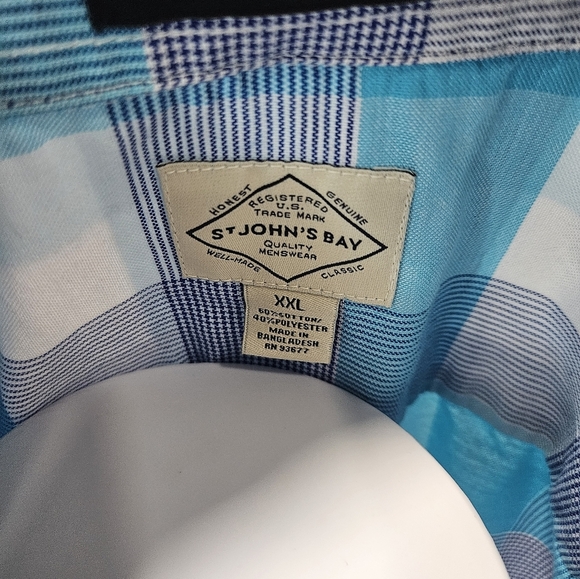 HONEST GENUINE
REGISTERED
U.S.
TRADE MARK
ST JOHN'S BAY
QUALITY
MENSWEAR
WELL-MADE CLASSIC
XXL
60%COTTON/
40%POLYESTER
MADE IN
BANGLADESH
RN 93677